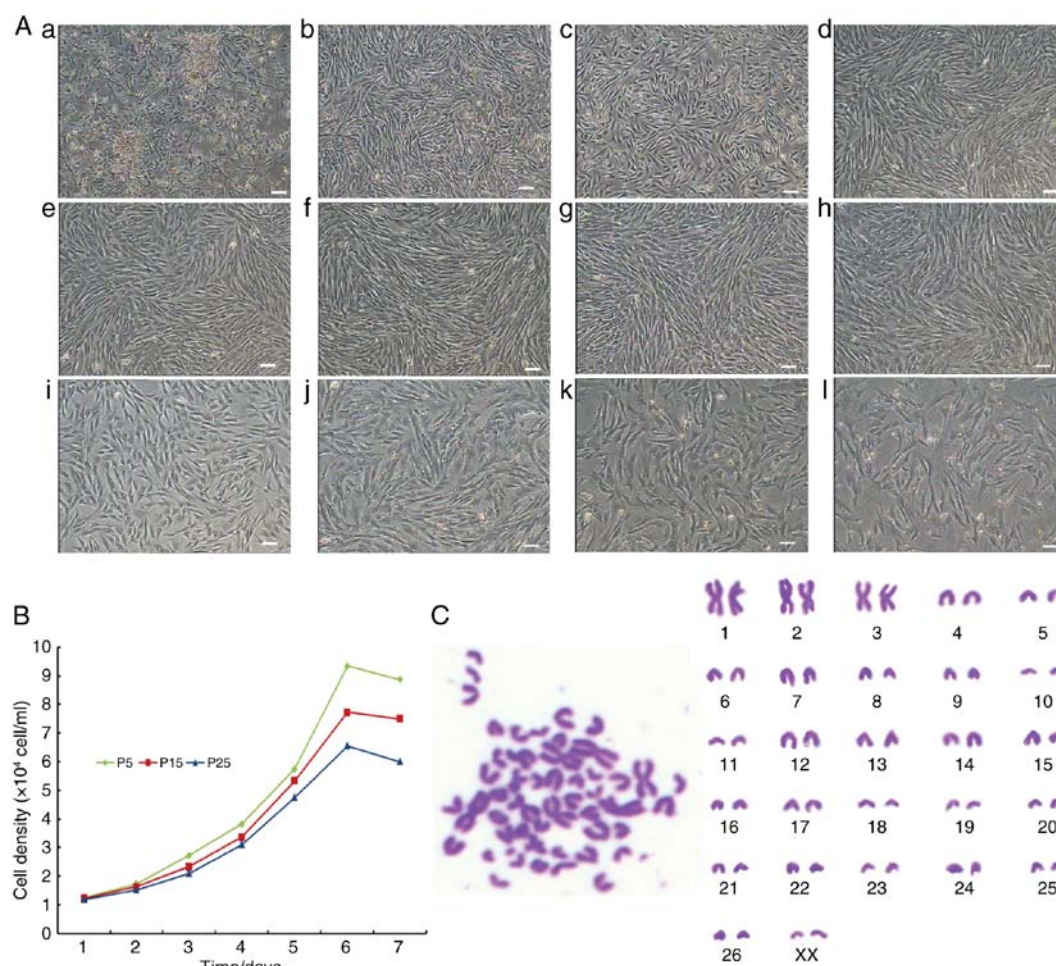 A
a b c d
e f g h
i j k l
B
Cell density (×10⁴ cell/ml)
10
9
8
7
6
5
4
3
2
1
0
P5 P15 P25
1 2 3 4 5 6 7
Time/days
C
1 2 3 4 5
6 7 8 9 10
11 12 13 14 15
16 17 18 19 20
21 22 23 24 25
26 XX